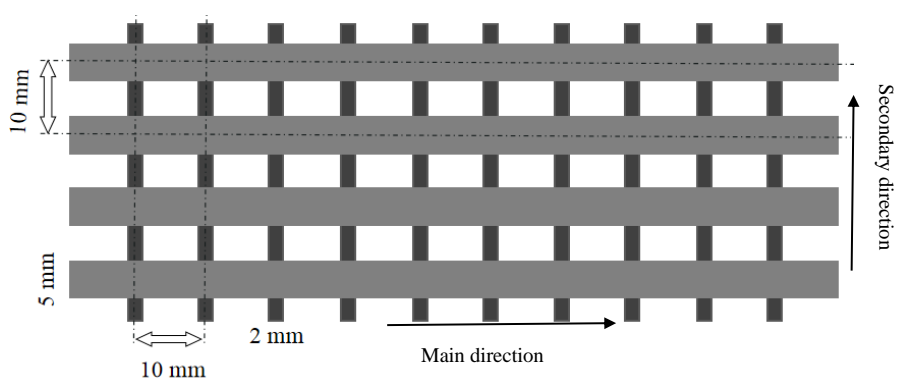 10 mm
5 mm
10 mm
2 mm
Main direction
Secondary direction